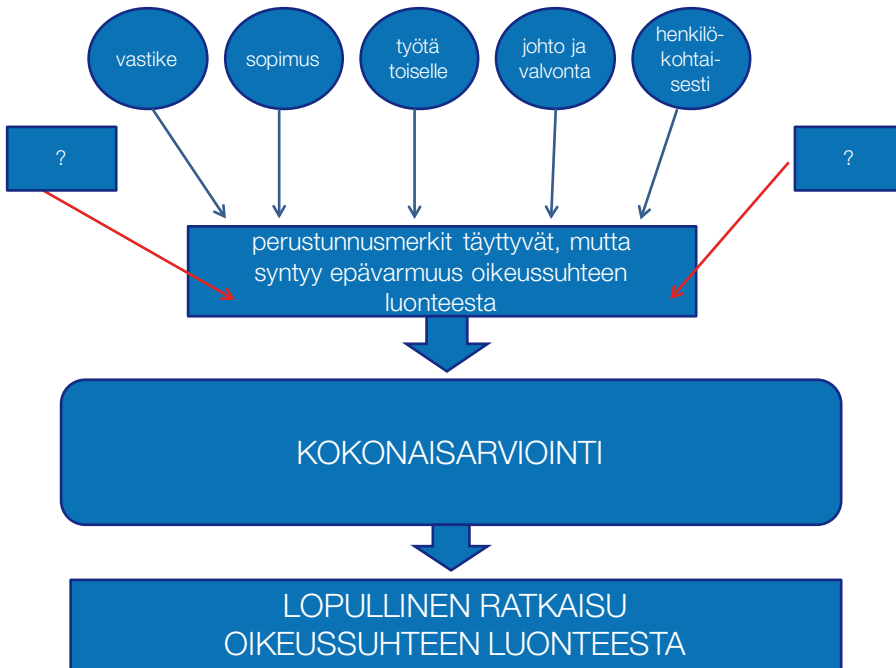 vastike
sopimus
työtä
toiselle
johto ja
valvonta
henkilö-
kohtai-
sesti
?
?
perustunnusmerkit täyttyvät, mutta
syntyy epävarmuus oikeussuhteen
luonteesta
KOKONAISARVIOINTI
LOPULLINEN RATKAISU
OIKEUSSUHTEEN LUONTEESTA